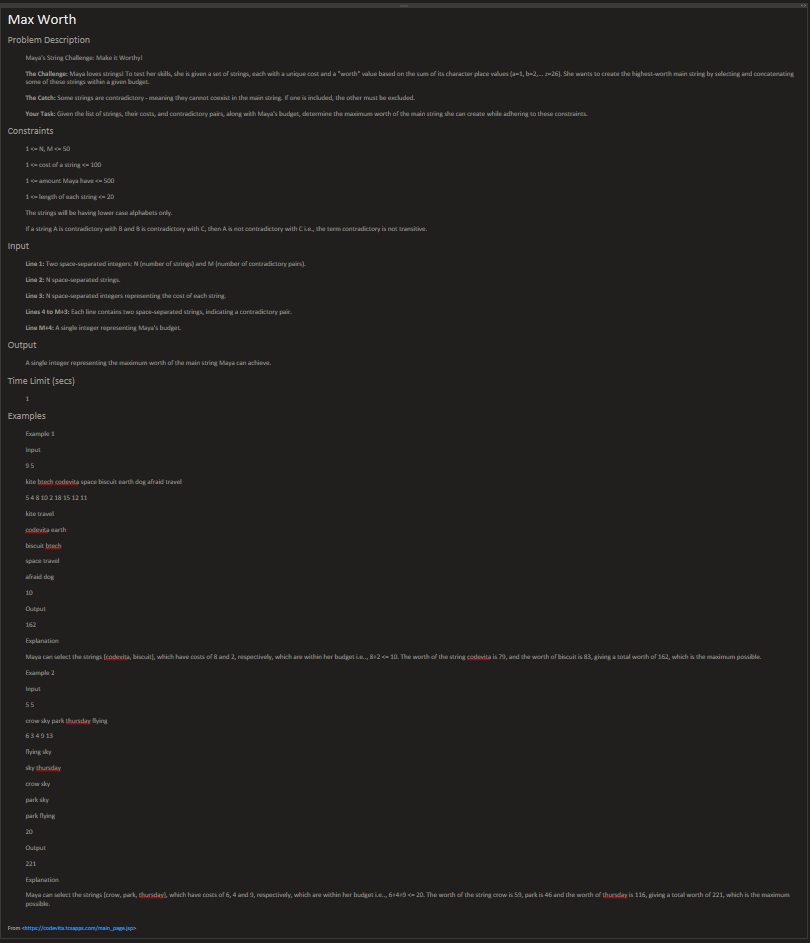 Max Worth
Problem Description
Maya's String Challenge: Make it Worthy!
The Challenge: Maya loves strings! To test her skills, she is given a set of strings, each with a unique cost and a "worth" value based on the sum of its character place values (a=1, b=2,... z=26). She wants to create the highest-worth main string by selecting and concatenating
some of these strings within a given budget.
The Catch: Some strings are contradictory - meaning they cannot coexist in the main string. If one is included, the other must be excluded.
Your Task: Given the list of strings, their costs, and contradictory pairs, along with Maya's budget, determine the maximum worth of the main string she can create while adhering to these constraints.
Constraints
1 <= N, M <= 50
1 <= cost of a string <= 100
1 <= amount Maya have <= 500
1 <= length of each string <= 20
The strings will be having lower case alphabets only.
If a string A is contradictory with B and B is contradictory with C, then A is not contradictory with C i.e., the term contradictory is not transitive.
Input
Line 1: Two space-separated integers: N (number of strings) and M (number of contradictory pairs).
Line 2: N space-separated strings.
Line 3: N space-separated integers representing the cost of each string.
Lines 4 to M+3: Each line contains two space-separated strings, indicating a contradictory pair.
Line M+4: A single integer representing Maya's budget.
Output
A single integer representing the maximum worth of the main string Maya can achieve.
Time Limit (secs)
1
Examples
Example 1
Input
9 5
kite btech codevita space biscuit earth dog afraid travel
5 4 8 10 2 18 15 12 11
kite travel
codevita earth
biscuit btech
space travel
afraid dog
10
Output
162
Explanation
Maya can select the strings [codevita, biscuit], which have costs of 8 and 2, respectively, which are within her budget i.e.., 8+2 <= 10. The worth of the string codevita is 79, and the worth of biscuit is 83, giving a total worth of 162, which is the maximum possible.
Example 2
Input
5 5
crow sky park thursday flying
6 3 4 9 13
flying sky
sky thursday
crow sky
park sky
park flying
20
Output
221
Explanation
Maya can select the strings [crow, park, thursday], which have costs of 6, 4 and 9, respectively, which are within her budget i.e.., 6+4+9 <= 20. The worth of the string crow is 59, park is 46 and the worth of thursday is 116, giving a total worth of 221, which is the maximum
possible.
From <https://codevita.tcsapps.com/main_page.jsp>